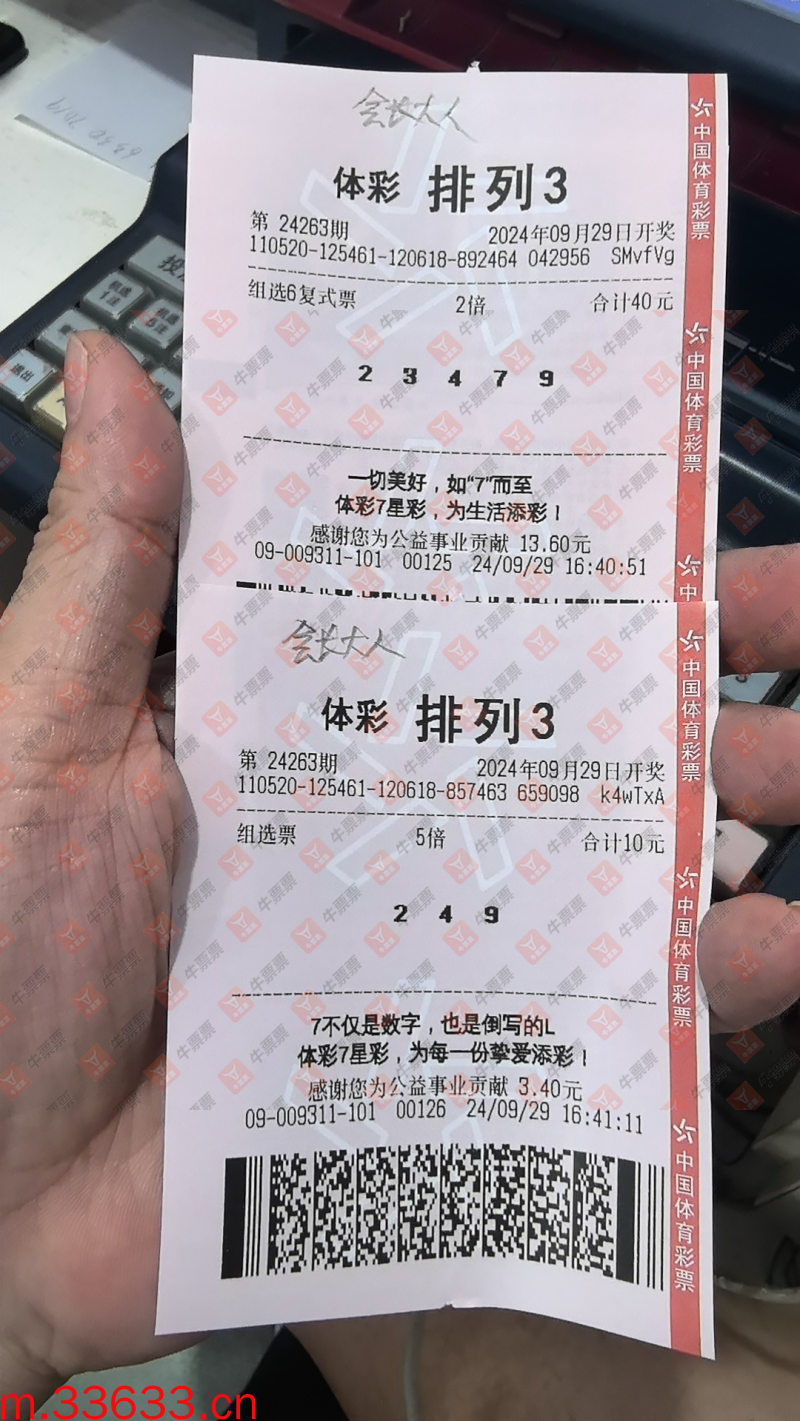 会长大人
体彩 排列3
第 24263期 2024年09月29日开奖
110520-125461-120618-892464 042956 SMvfVg
组选6复式票 2倍 合计40元
2 3 4 7 9
一切美好，如“7”而至
体彩7星彩，为生活添彩！
感谢您为公益事业贡献 13.60元
09-009311-101 00125 24/09/29 16:40:51
中国体育彩票
中国体育彩票
中
会长大人
体彩 排列3
第 24263期 2024年09月29日开奖
110520-125461-120618-857463 659098 k4wTxA
组选票 5倍 合计10元
2 4 9
7不仅是数字，也是倒写的L
体彩7星彩，为每一份挚爱添彩！
感谢您为公益事业贡献 3.40元
09-009311-101 00126 24/09/29 16:41:11
中国体育彩票
中国体育彩票
中国体育彩票
牛票票
m.33633.cn